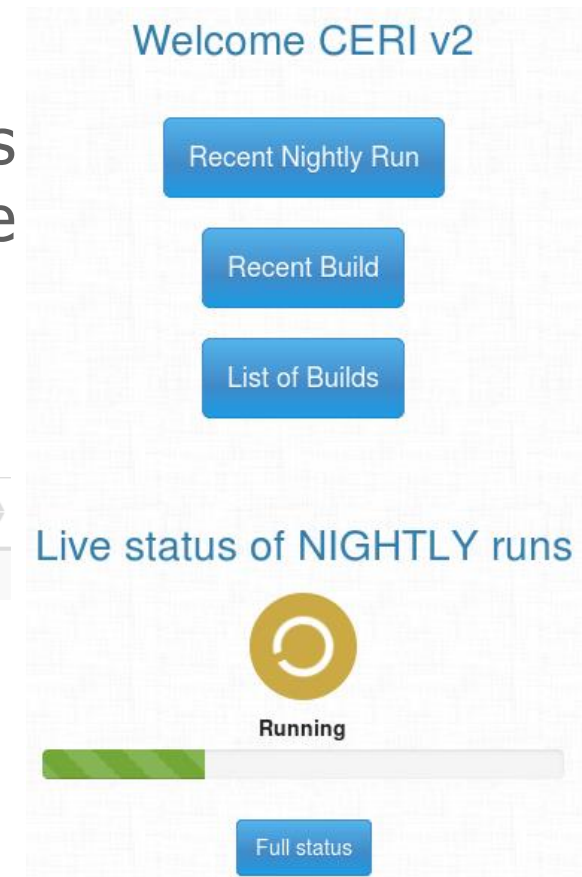 Welcome CERI v2
s
e
Recent Nightly Run
Recent Build
List of Builds
Live status of NIGHTLY runs
Running
Full status